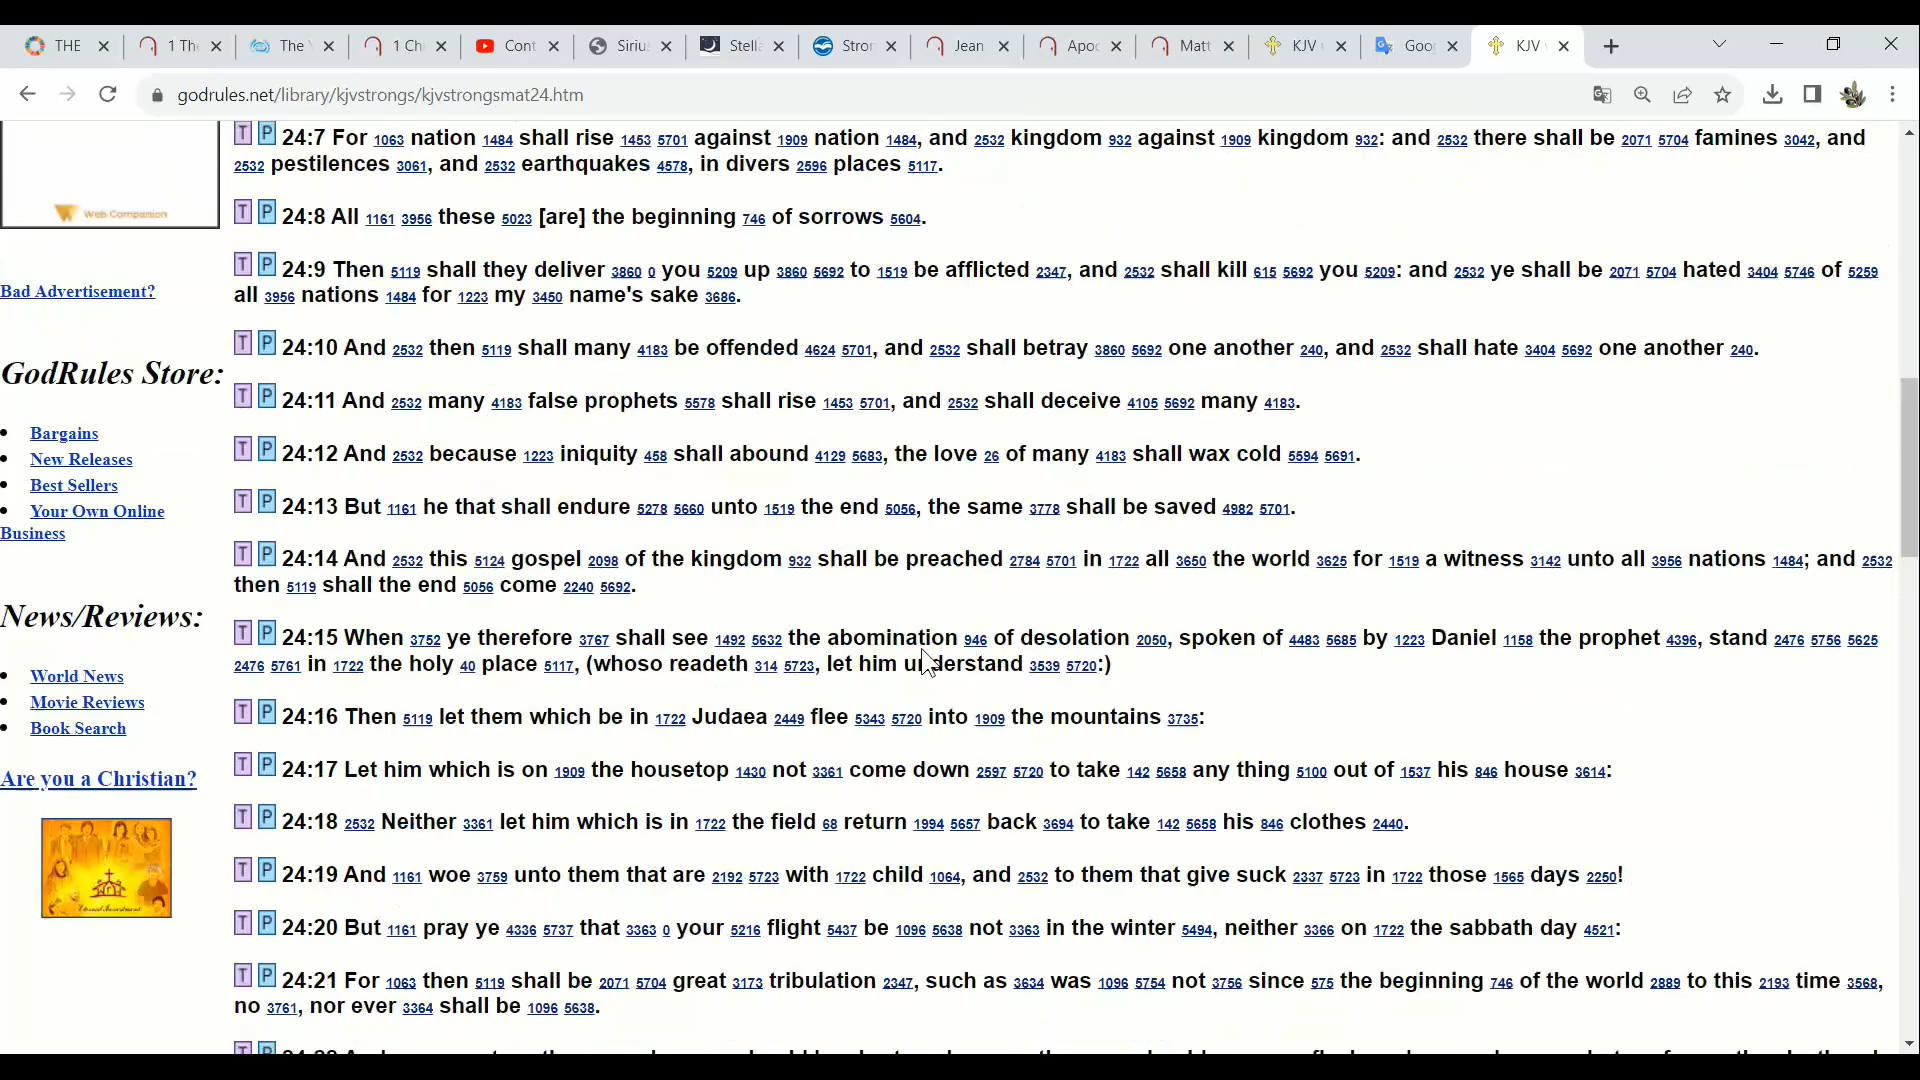 THE
1 The
The Y
1 Ch
Cont
Siriu
Stella
Stron
Jean
Apoc
Matt
KJV
Goo
KJV
godrules.net/library/kjvstrongs/kjvstrongsmat24.htm
Web Companion
Bad Advertisement?
GodRules Store:
Bargains
New Releases
Best Sellers
Your Own Online
Business
News/Reviews:
World News
Movie Reviews
Book Search
Are you a Christian?
Eternal Investment
T P 24:7 For 1063 nation 1484 shall rise 1453 5701 against 1909 nation 1484, and 2532 kingdom 932 against 1909 kingdom 932: and 2532 there shall be 2071 5704 famines 3042, and
2532 pestilences 3061, and 2532 earthquakes 4578, in divers 2596 places 5117.
T P 24:8 All 1161 3956 these 5023 [are] the beginning 746 of sorrows 5604.
T P 24:9 Then 5119 shall they deliver 3860 0 you 5209 up 3860 5692 to 1519 be afflicted 2347, and 2532 shall kill 615 5692 you 5209: and 2532 ye shall be 2071 5704 hated 3404 5746 of 5259
all 3956 nations 1484 for 1223 my 3450 name's sake 3686.
T P 24:10 And 2532 then 5119 shall many 4183 be offended 4624 5701, and 2532 shall betray 3860 5692 one another 240, and 2532 shall hate 3404 5692 one another 240.
T P 24:11 And 2532 many 4183 false prophets 5578 shall rise 1453 5701, and 2532 shall deceive 4105 5692 many 4183.
T P 24:12 And 2532 because 1223 iniquity 458 shall abound 4129 5683, the love 26 of many 4183 shall wax cold 5594 5691.
T P 24:13 But 1161 he that shall endure 5278 5660 unto 1519 the end 5056, the same 3778 shall be saved 4982 5701.
T P 24:14 And 2532 this 5124 gospel 2098 of the kingdom 932 shall be preached 2784 5701 in 1722 all 3650 the world 3625 for 1519 a witness 3142 unto all 3956 nations 1484; and 2532
then 5119 shall the end 5056 come 2240 5692.
T P 24:15 When 3752 ye therefore 3767 shall see 1492 5632 the abomination 946 of desolation 2050, spoken of 4483 5685 by 1223 Daniel 1158 the prophet 4396, stand 2476 5756 5625
2476 5761 in 1722 the holy 40 place 5117, (whoso readeth 314 5723, let him understand 3539 5720:)
T P 24:16 Then 5119 let them which be in 1722 Judaea 2449 flee 5343 5720 into 1909 the mountains 3735:
T P 24:17 Let him which is on 1909 the housetop 1430 not 3361 come down 2597 5720 to take 142 5658 any thing 5100 out of 1537 his 846 house 3614:
T P 24:18 2532 Neither 3361 let him which is in 1722 the field 68 return 1994 5657 back 3694 to take 142 5658 his 846 clothes 2440.
T P 24:19 And 1161 woe 3759 unto them that are 2192 5723 with 1722 child 1064, and 2532 to them that give suck 2337 5723 in 1722 those 1565 days 2250!
T P 24:20 But 1161 pray ye 4336 5737 that 3363 0 your 5216 flight 5437 be 1096 5638 not 3363 in the winter 5494, neither 3366 on 1722 the sabbath day 4521:
T P 24:21 For 1063 then 5119 shall be 2071 5704 great 3173 tribulation 2347, such as 3634 was 1096 5754 not 3756 since 575 the beginning 746 of the world 2889 to this 2193 time 3568,
no 3761, nor ever 3364 shall be 1096 5638.